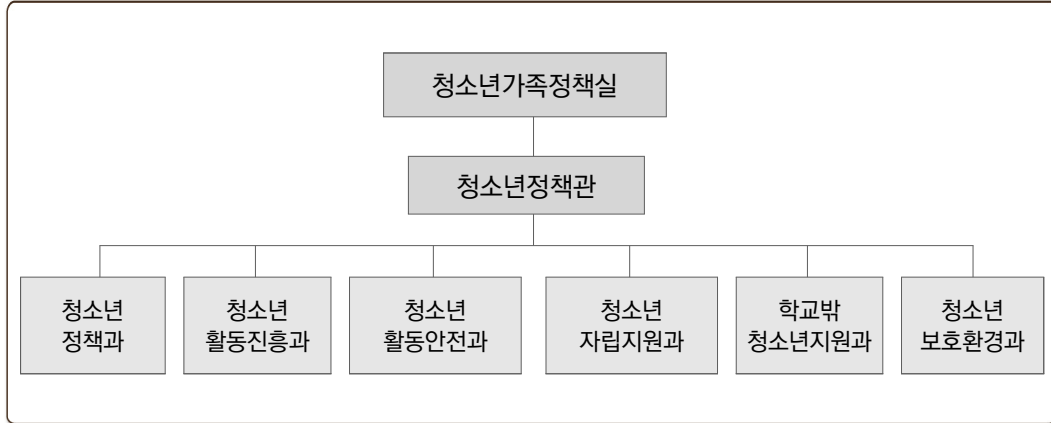 청소년가족정책실
청소년정책관
청소년
정책과
청소년
활동진흥과
청소년
활동안전과
청소년
자립지원과
학교밖
청소년지원과
청소년
보호환경과